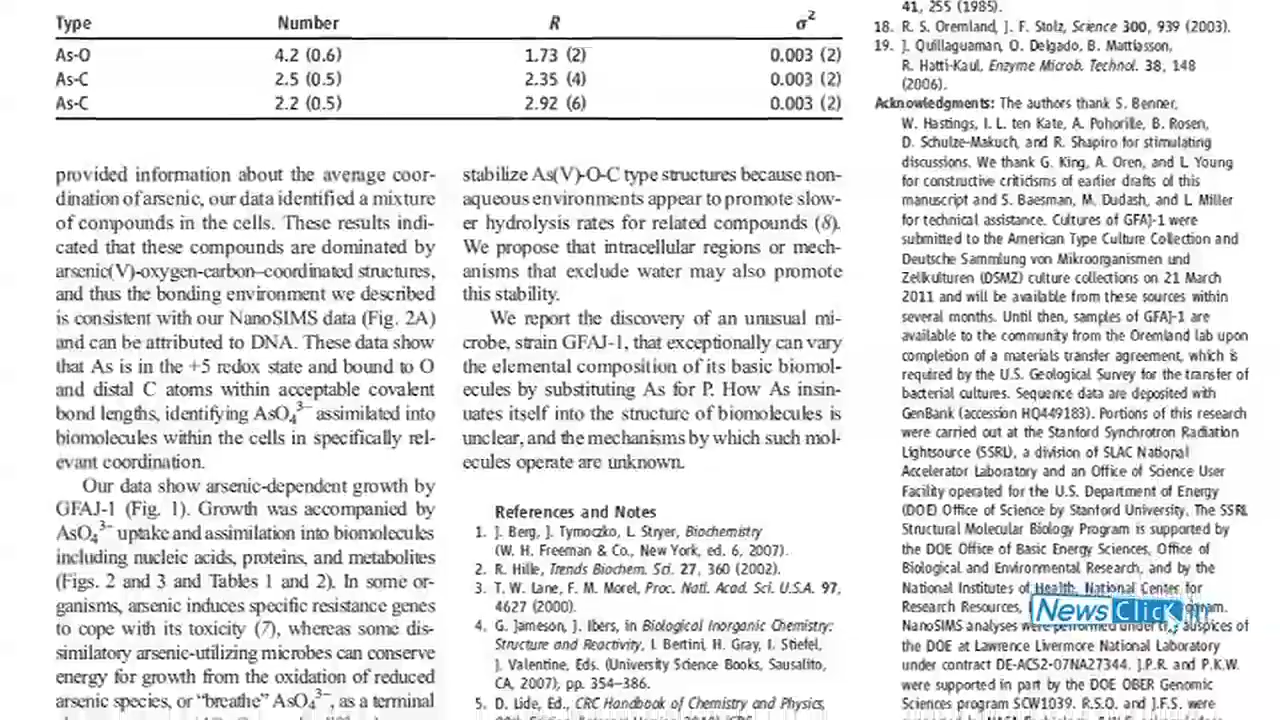 Type Number R σ²
As-O 4.2 (0.6) 1.73 (2) 0.003 (2)
As-C 2.5 (0.5) 2.35 (4) 0.003 (2)
As-C 2.2 (0.5) 2.92 (6) 0.003 (2)
provided information about the average coor-
dination of arsenic, our data identified a mixture
of compounds in the cells. These results indi-
cated that these compounds are dominated by
arsenic(V)-oxygen-carbon–coordinated structures,
and thus the bonding environment we described
is consistent with our NanoSIMS data (Fig. 2A)
and can be attributed to DNA. These data show
that As is in the +5 redox state and bound to O
and distal C atoms within acceptable covalent
bond lengths, identifying AsO₄³⁻ assimilated into
biomolecules within the cells in specifically rel-
evant coordination.
Our data show arsenic-dependent growth by
GFAJ-1 (Fig. 1). Growth was accompanied by
AsO₄³⁻ uptake and assimilation into biomolecules
including nucleic acids, proteins, and metabolites
(Figs. 2 and 3 and Tables 1 and 2). In some or-
ganisms, arsenic induces specific resistance genes
to cope with its toxicity (7), whereas some dis-
similatory arsenic-utilizing microbes can conserve
energy for growth from the oxidation of reduced
arsenic species, or “breathe” AsO₄³⁻, as a terminal
stabilize As(V)-O-C type structures because non-
aqueous environments appear to promote slow-
er hydrolysis rates for related compounds (8).
We propose that intracellular regions or mech-
anisms that exclude water may also promote
this stability.
We report the discovery of an unusual mi-
crobe, strain GFAJ-1, that exceptionally can vary
the elemental composition of its basic biomol-
ecules by substituting As for P. How As insin-
uates itself into the structure of biomolecules is
unclear, and the mechanisms by which such mol-
ecules operate are unknown.
References and Notes
1. J. Berg, J. Tymoczko, L. Stryer, Biochemistry
(W. H. Freeman & Co., New York, ed. 6, 2007).
2. R. Hille, Trends Biochem. Sci. 27, 360 (2002).
3. T. W. Lane, F. M. Morel, Proc. Natl. Acad. Sci. U.S.A. 97,
4627 (2000).
4. G. Jameson, J. Ibers, in Biological Inorganic Chemistry:
Structure and Reactivity, I. Bertini, H. Gray, I. Stiefel,
J. Valentine, Eds. (University Science Books, Sausalito,
CA, 2007), pp. 354–386.
5. D. Lide, Ed., CRC Handbook of Chemistry and Physics,
41, 255 (1985).
18. R. S. Oremland, J. F. Stolz, Science 300, 939 (2003).
19. J. Quillaguaman, O. Delgado, B. Mattiasson,
R. Hatti-Kaul, Enzyme Microb. Technol. 38, 148
(2006).
Acknowledgments: The authors thank S. Benner,
W. Hastings, I. L. ten Kate, A. Pohorille, B. Rosen,
D. Schulze-Makuch, and R. Shapiro for stimulating
discussions. We thank G. King, A. Oren, and L. Young
for constructive criticisms of earlier drafts of this
manuscript and S. Baesman, M. Dudash, and L. Miller
for technical assistance. Cultures of GFAJ-1 were
submitted to the American Type Culture Collection and
Deutsche Sammlung von Mikroorganismen und
Zellkulturen (DSMZ) culture collections on 21 March
2011 and will be available from these sources within
several months. Until then, samples of GFAJ-1 are
available to the community from the Oremland lab upon
completion of a materials transfer agreement, which is
required by the U.S. Geological Survey for the transfer of
bacterial cultures. Sequence data are deposited with
GenBank (accession HQ449183). Portions of this research
were carried out at the Stanford Synchrotron Radiation
Lightsource (SSRL), a division of SLAC National
Accelerator Laboratory and an Office of Science User
Facility operated for the U.S. Department of Energy
(DOE) Office of Science by Stanford University. The SSRL
Structural Molecular Biology Program is supported by
the DOE Office of Basic Energy Sciences, Office of
Biological and Environmental Research, and by the
National Institutes of Health, National Center for
Research Resources,
NewsClick
NanoSIMS analyses were performed under the auspices of
the DOE at Lawrence Livermore National Laboratory
under contract DE-AC52-07NA27344. J.P.R. and P.K.W.
were supported in part by the DOE OBER Genomic
Sciences program SCW1039. R.S.O. and J.F.S. were